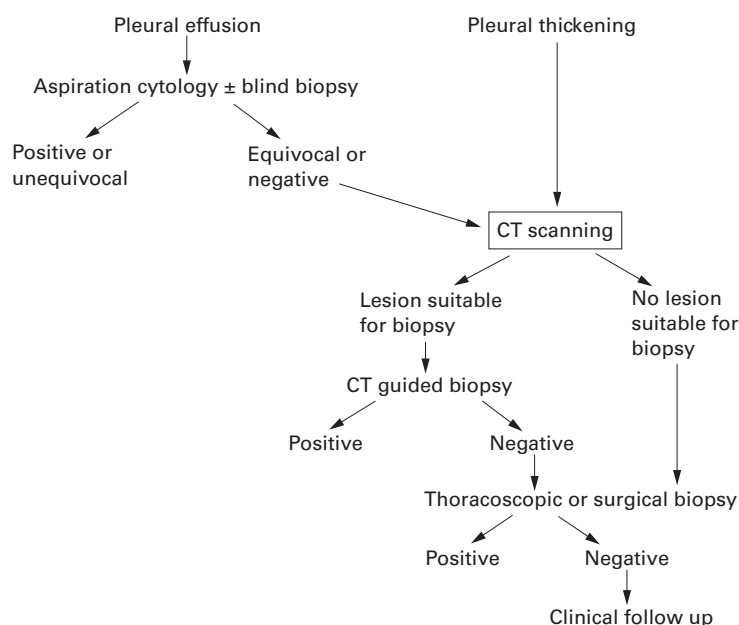 Pleural effusion
Pleural thickening
Aspiration cytology ± blind biopsy
Positive or
unequivocal
Equivocal or
negative
CT scanning
Lesion suitable
for biopsy
No lesion
suitable for
biopsy
CT guided biopsy
Positive
Negative
Thoracoscopic or surgical biopsy
Positive
Negative
Clinical follow up